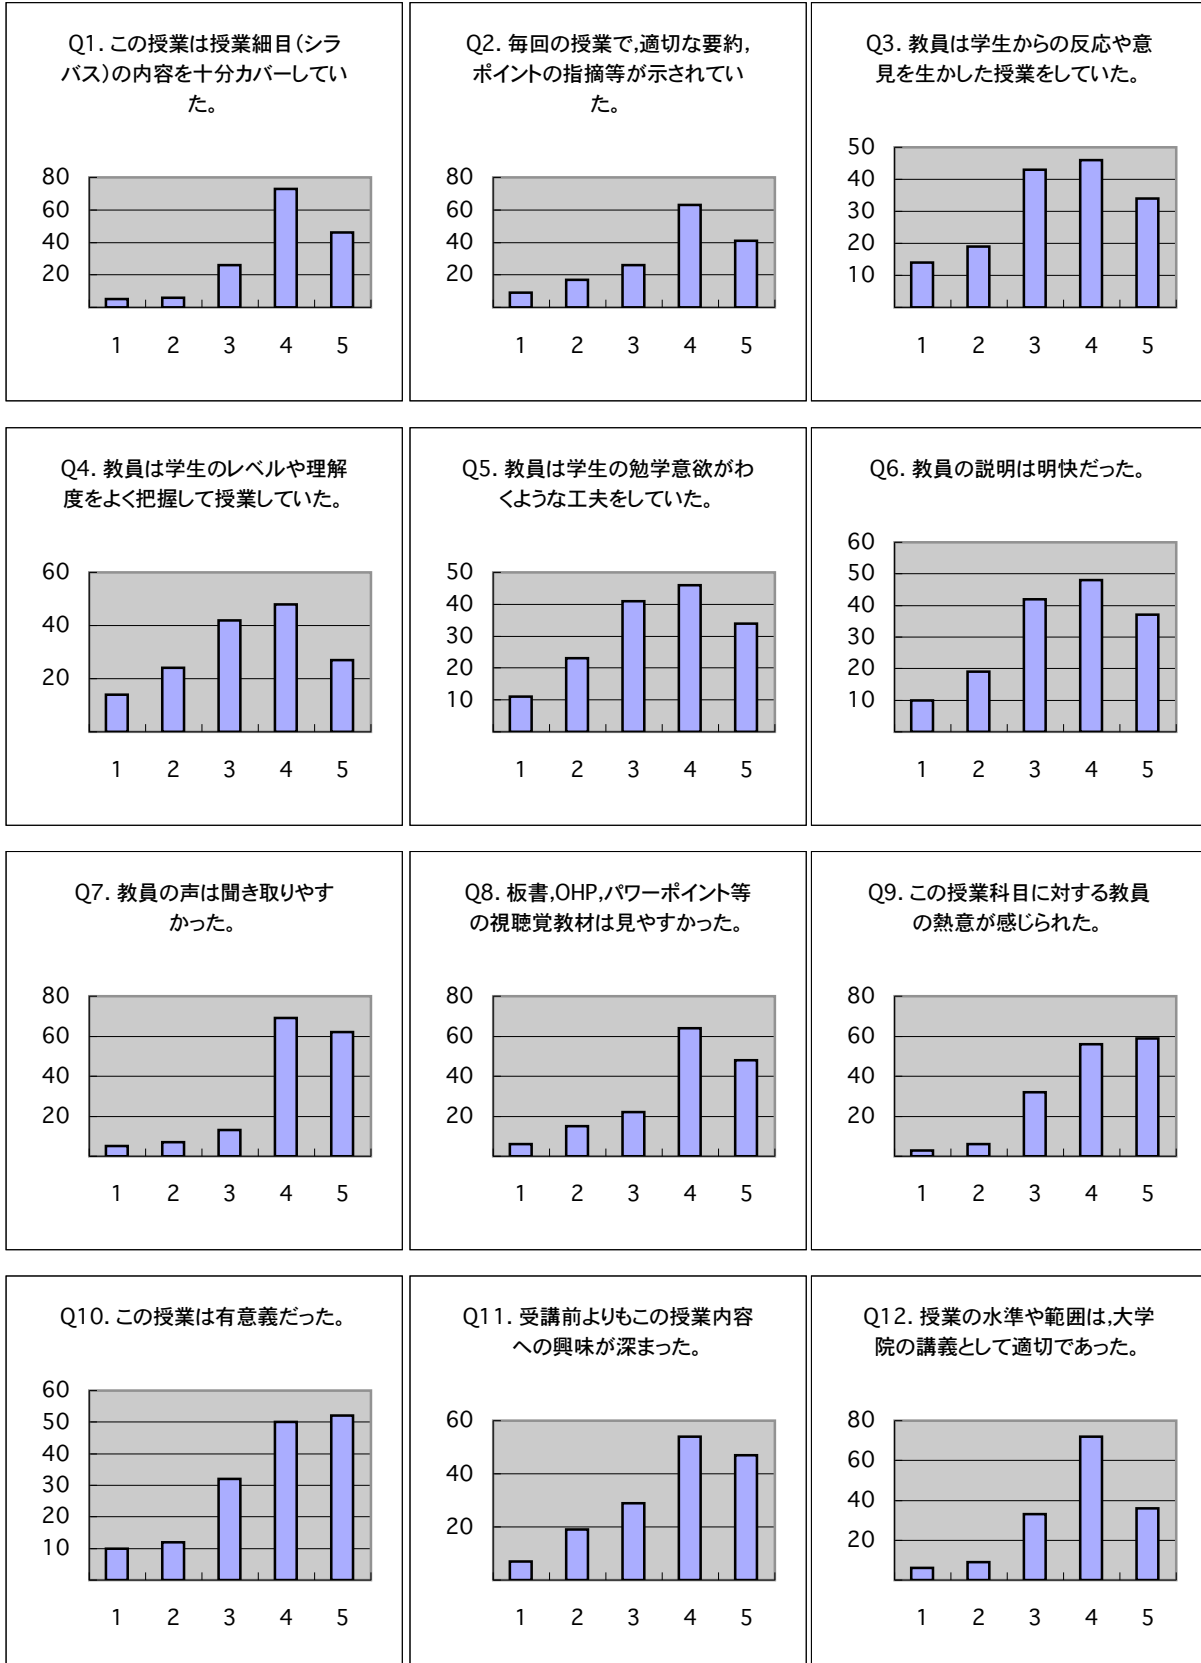 Q1. この授業は授業細目(シラ
バス)の内容を十分カバーしてい
た。
80
60
40
20
1 2 3 4 5
Q2. 毎回の授業で,適切な要約,
ポイントの指摘等が示されてい
た。
80
60
40
20
1 2 3 4 5
Q3. 教員は学生からの反応や意
見を生かした授業をしていた。
50
40
30
20
10
1 2 3 4 5
Q4. 教員は学生のレベルや理解
度をよく把握して授業していた。
60
40
20
1 2 3 4 5
Q5. 教員は学生の勉学意欲がわ
くような工夫をしていた。
50
40
30
20
10
1 2 3 4 5
Q6. 教員の説明は明快だった。
60
50
40
30
20
10
1 2 3 4 5
Q7. 教員の声は聞き取りやす
かった。
80
60
40
20
1 2 3 4 5
Q8. 板書,OHP,パワーポイント等
の視聴覚教材は見やすかった。
80
60
40
20
1 2 3 4 5
Q9. この授業科目に対する教員
の熱意が感じられた。
80
60
40
20
1 2 3 4 5
Q10. この授業は有意義だった。
60
50
40
30
20
10
1 2 3 4 5
Q11. 受講前よりもこの授業内容
への興味が深まった。
60
40
20
1 2 3 4 5
Q12. 授業の水準や範囲は,大学
院の講義として適切であった。
80
60
40
20
1 2 3 4 5